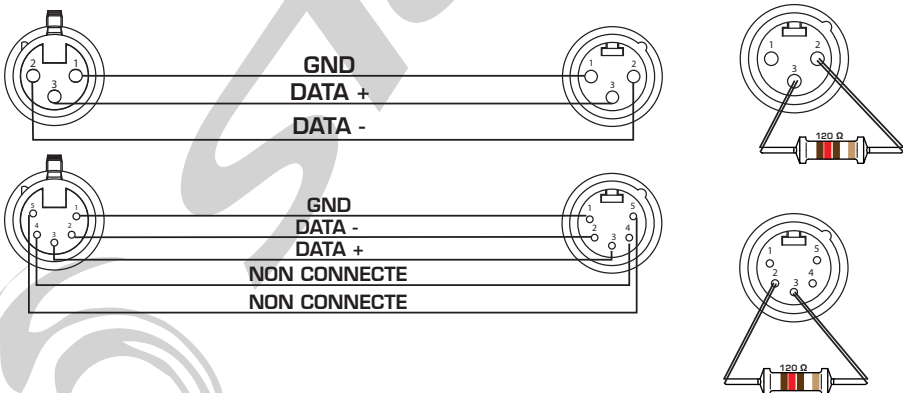 2 1 3
GND
DATA +
DATA -
1 2 3
1 2 3
120 Ω
5 1 4 2 3
GND
DATA -
DATA +
NON CONNECTE
NON CONNECTE
1 5 2 4 3
1 5 2 4 3
120 Ω